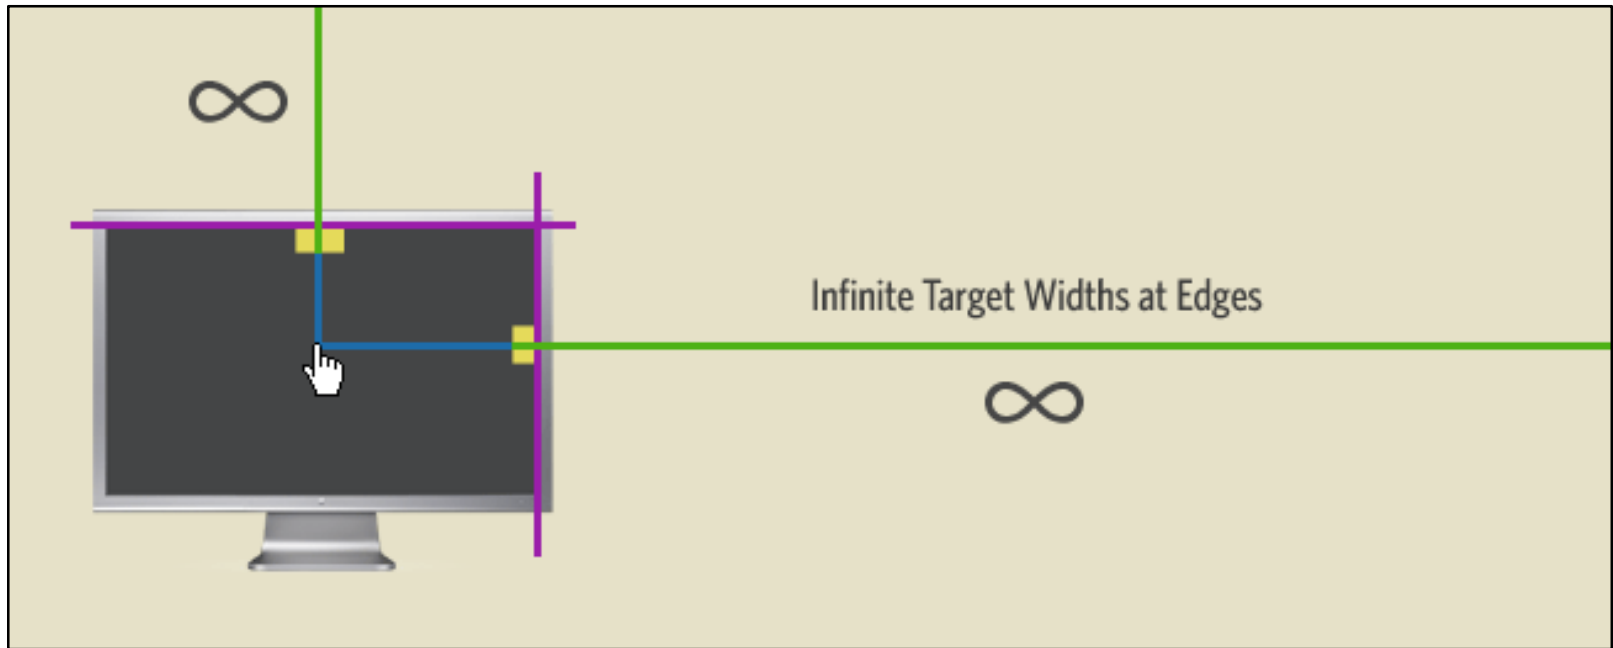 ∞
Infinite Target Widths at Edges
∞